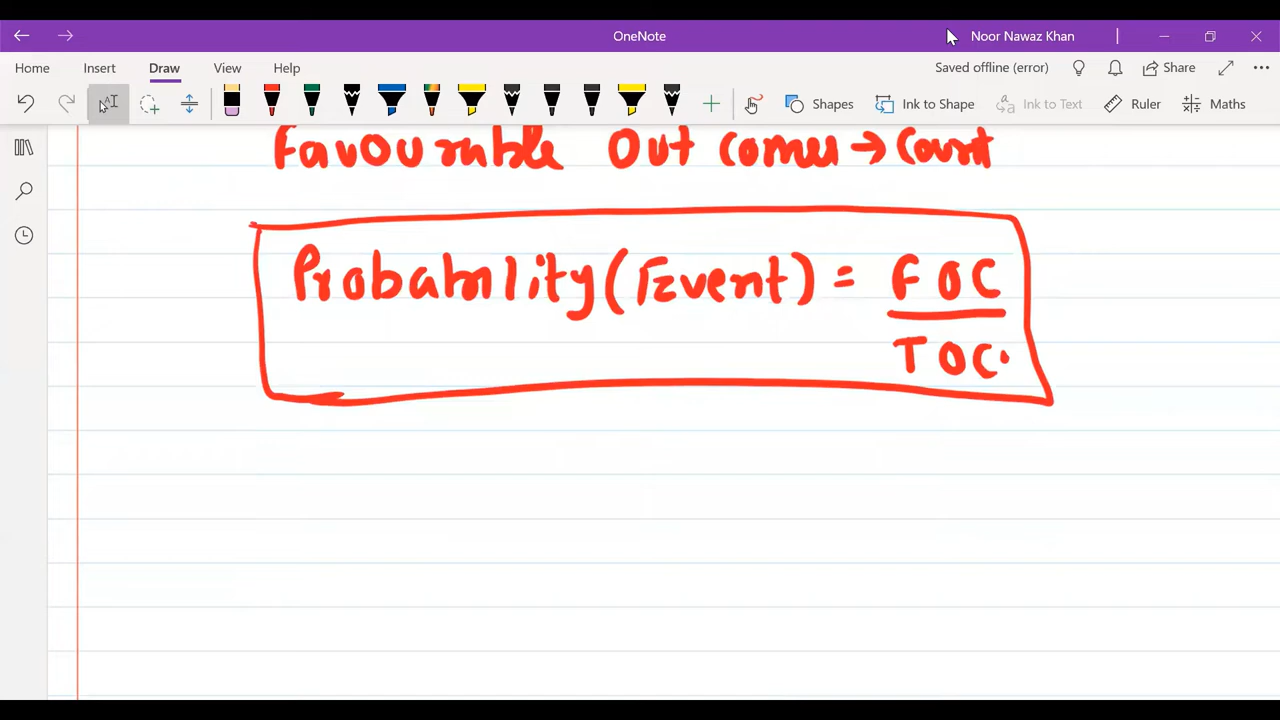 OneNote
Noor Nawaz Khan
Home Insert Draw View Help
Saved offline (error)
Share
Shapes
Ink to Shape
Ink to Text
Ruler
Maths
Favourable Out comes → Count
Probability (Event) = FOC
TOC